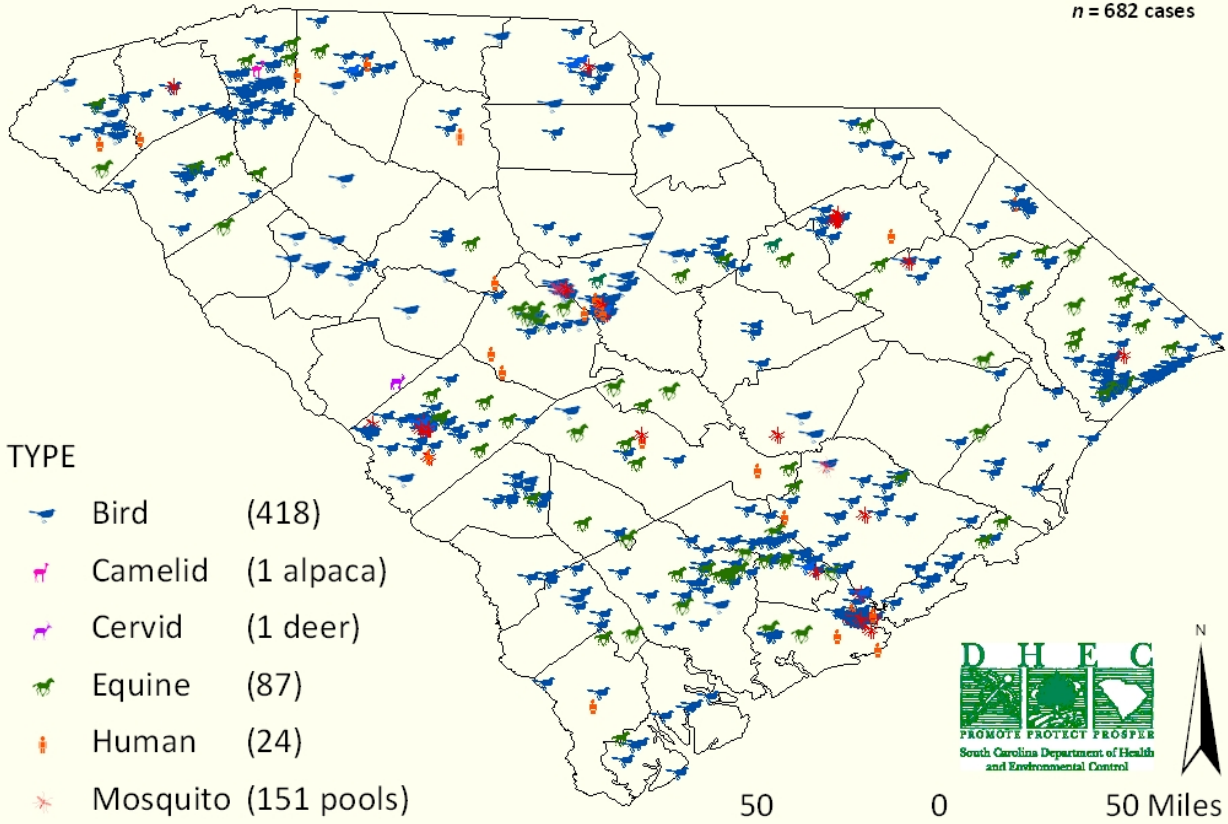 n = 682 cases
TYPE
Bird (418)
Camelid (1 alpaca)
Cervid (1 deer)
Equine (87)
Human (24)
Mosquito (151 pools)
D H E C
PROMOTE PROTECT PROSPER
South Carolina Department of Health
and Environmental Control
N
50 0 50 Miles